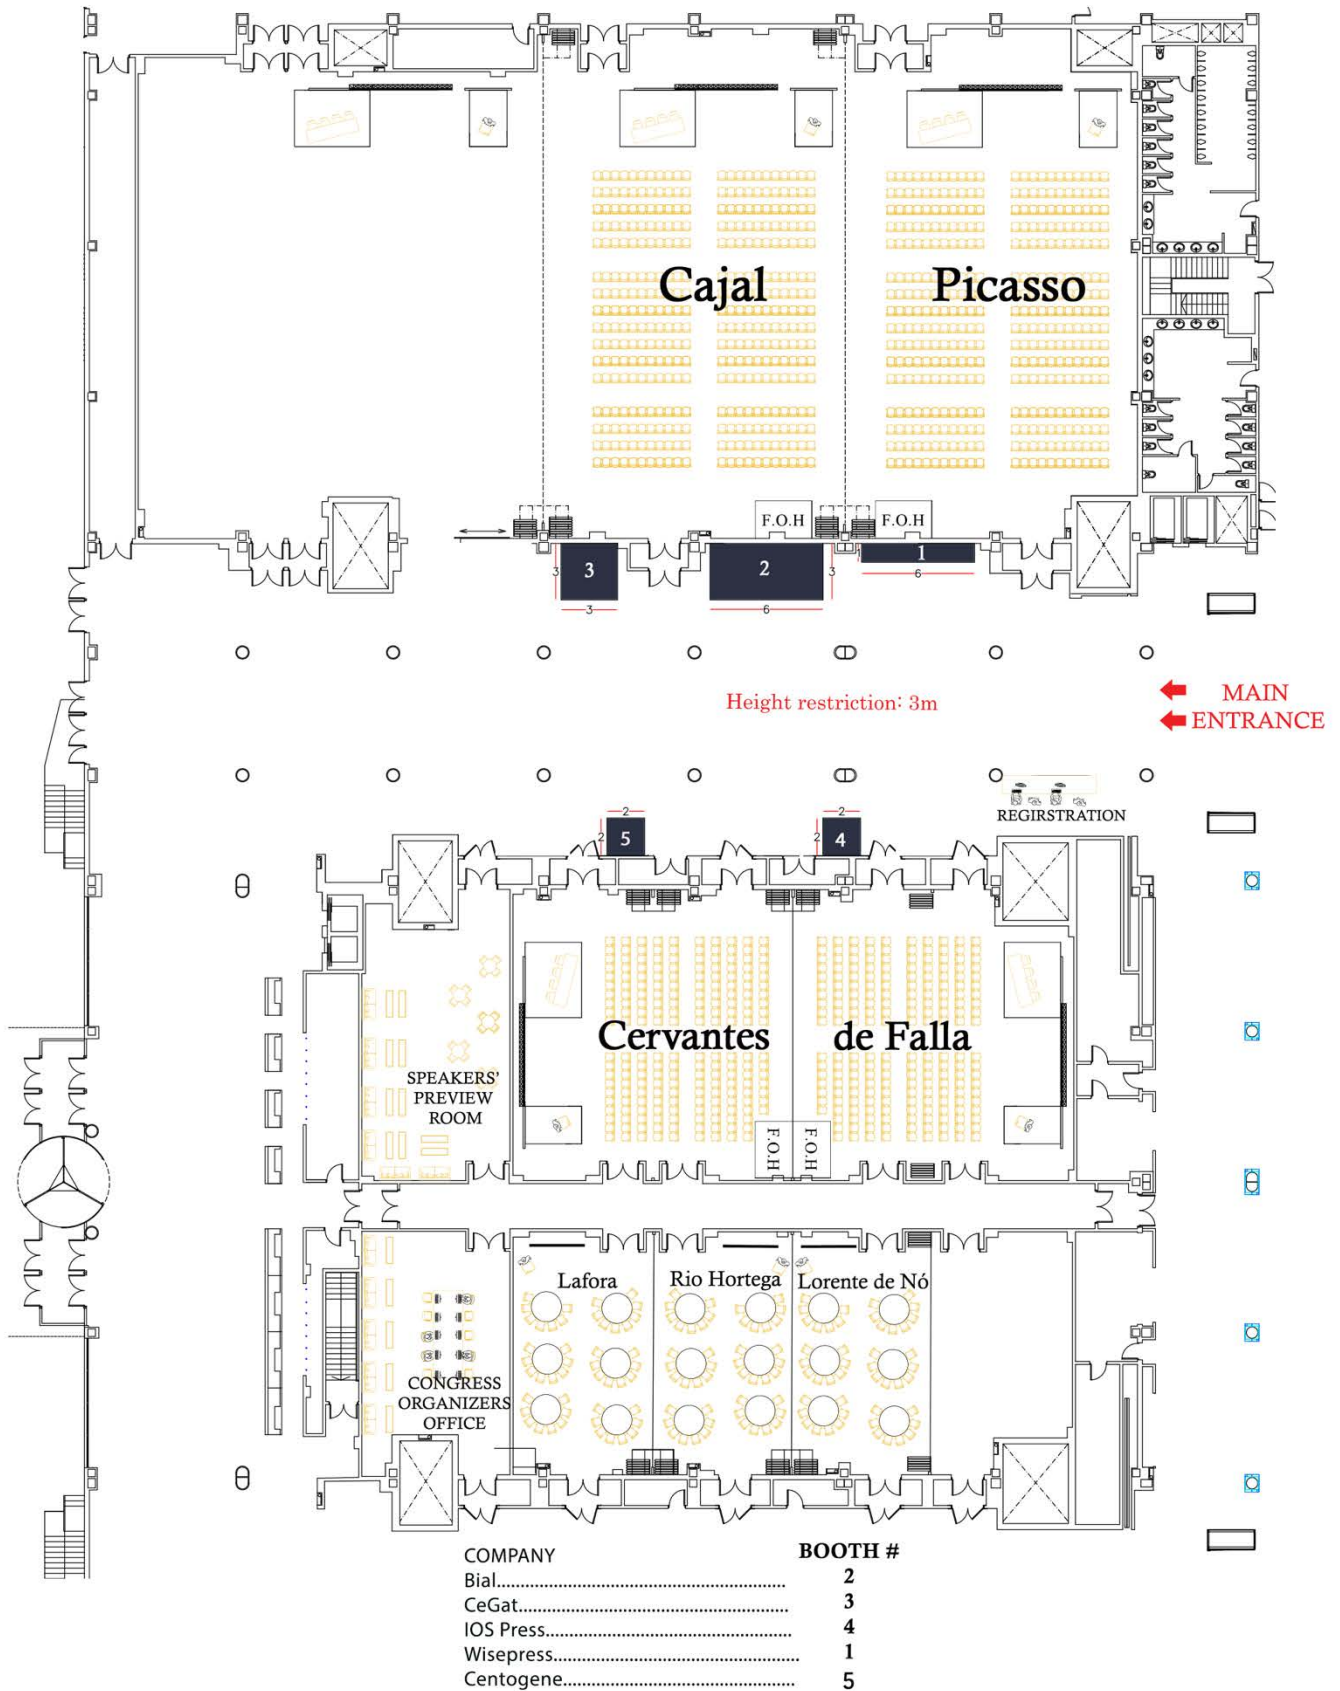 Cajal
Picasso
F.O.H
F.O.H
3
3
3
2
6
3
1
1
6
Height restriction: 3m
MAIN
ENTRANCE
REGIRSTRATION
2
2
5
2
2
4
Cervantes
de Falla
SPEAKERS'
PREVIEW
ROOM
F.O.H
F.O.H
Lafora
Rio Hortega
Lorente de Nó
CONGRESS
ORGANIZERS
OFFICE
COMPANY BOOTH #
Bial.................................................................. 2
CeGat............................................................... 3
IOS Press.......................................................... 4
Wisepress.......................................................... 1
Centogene....................................................... 5